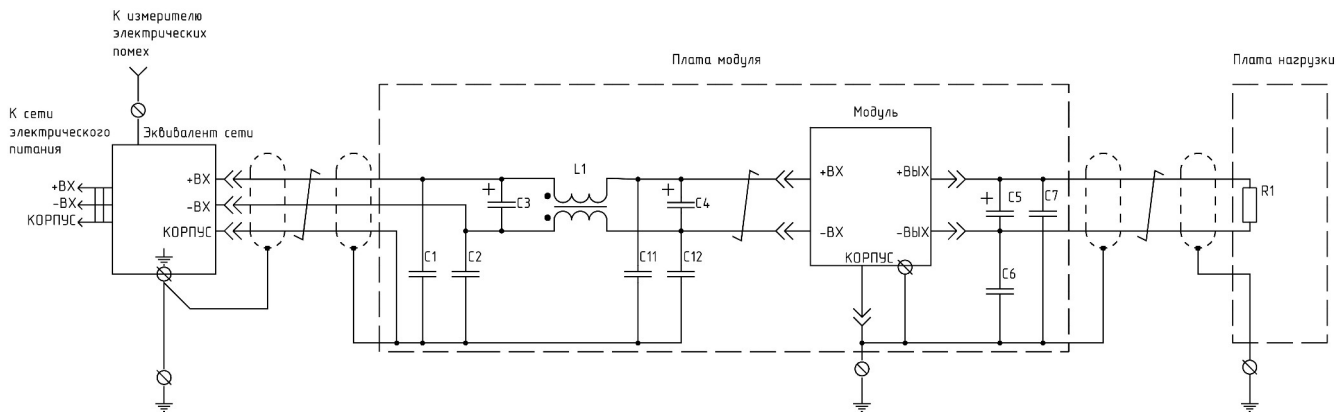 К измерителю
электрических
помех
Плата модуля
Плата нагрузки
К сети
электрического
питания
Эквивалент сети
Модуль
+ВХ
-ВХ
КОРПУС
+ВХ
-ВХ
КОРПУС
+
C3
L1
+
C4
+ВХ
-ВХ
+ВЫХ
-ВЫХ
КОРПУС
+
C5
C7
R1
C1
C2
C11
C12
C6